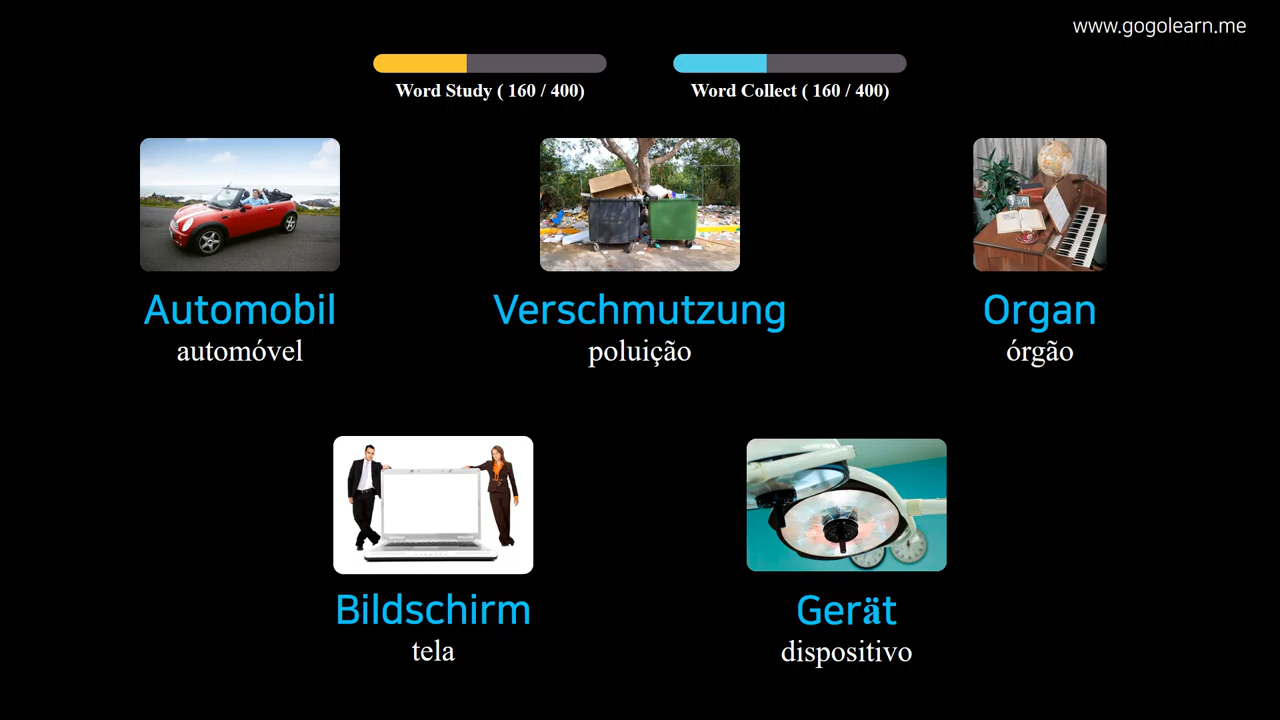 www.gogolearn.me
Word Study ( 160 / 400)
Word Collect ( 160 / 400)
Automobil
automóvel
Verschmutzung
poluição
Organ
órgão
Bildschirm
tela
Gerät
dispositivo